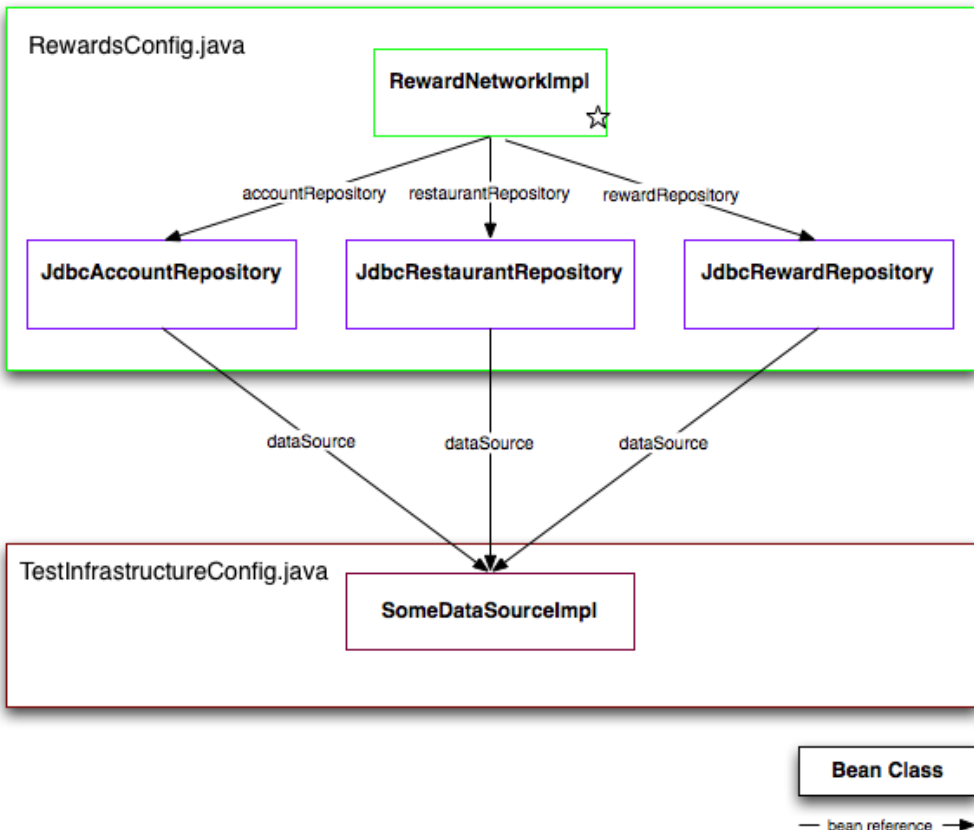 RewardsConfig.java
RewardNetworkImpl
accountRepository restaurantRepository rewardRepository
JdbcAccountRepository JdbcRestaurantRepository JdbcRewardRepository
dataSource dataSource dataSource
TestInfrastructureConfig.java
SomeDataSourceImpl
Bean Class
bean reference